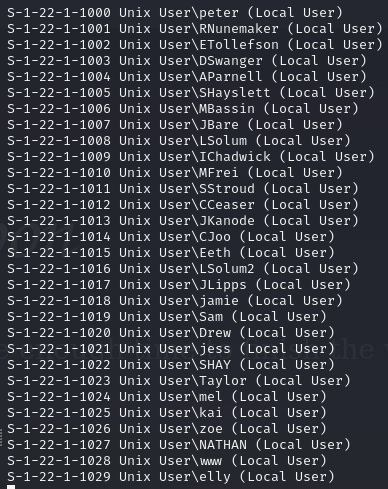 S-1-22-1-1000 Unix User\peter (Local User)
S-1-22-1-1001 Unix User\RNunemaker (Local User)
S-1-22-1-1002 Unix User\ETollefson (Local User)
S-1-22-1-1003 Unix User\DSwanger (Local User)
S-1-22-1-1004 Unix User\AParnell (Local User)
S-1-22-1-1005 Unix User\SHayslett (Local User)
S-1-22-1-1006 Unix User\MBassin (Local User)
S-1-22-1-1007 Unix User\JBare (Local User)
S-1-22-1-1008 Unix User\LSolum (Local User)
S-1-22-1-1009 Unix User\IChadwick (Local User)
S-1-22-1-1010 Unix User\MFrei (Local User)
S-1-22-1-1011 Unix User\SStroud (Local User)
S-1-22-1-1012 Unix User\CCeaser (Local User)
S-1-22-1-1013 Unix User\JKanode (Local User)
S-1-22-1-1014 Unix User\CJoo (Local User)
S-1-22-1-1015 Unix User\Eeth (Local User)
S-1-22-1-1016 Unix User\LSolum2 (Local User)
S-1-22-1-1017 Unix User\JLipps (Local User)
S-1-22-1-1018 Unix User\jamie (Local User)
S-1-22-1-1019 Unix User\Sam (Local User)
S-1-22-1-1020 Unix User\Drew (Local User)
S-1-22-1-1021 Unix User\jess (Local User)
S-1-22-1-1022 Unix User\SHAY (Local User)
S-1-22-1-1023 Unix User\Taylor (Local User)
S-1-22-1-1024 Unix User\mel (Local User)
S-1-22-1-1025 Unix User\kai (Local User)
S-1-22-1-1026 Unix User\zoe (Local User)
S-1-22-1-1027 Unix User\NATHAN (Local User)
S-1-22-1-1028 Unix User\www (Local User)
S-1-22-1-1029 Unix User\elly (Local User)